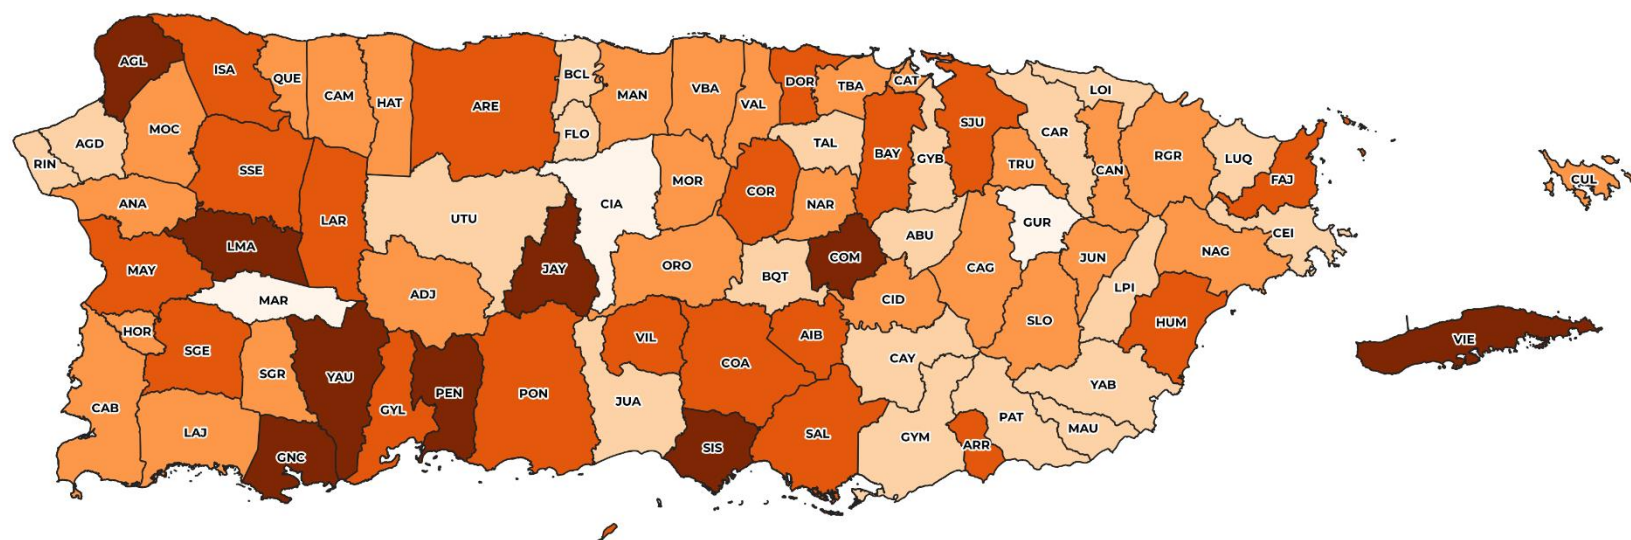 AGL
ISA
QUE
CAM
HAT
ARE
BCL
MAN
VBA
VAL
DOR
TBA
CAT
SJU
LOI
CAR
CAN
RGR
LUQ
FAJ
CUL
RIN
AGD
MOC
SSE
LAR
FLO
TAL
BAY
GYB
TRU
ANA
UTU
CIA
MOR
COR
NAR
GUR
MAY
LMA
JAY
ORO
BQT
COM
ABU
CAG
JUN
LPI
NAG
CEI
MAR
ADJ
CID
SLO
HUM
VIE
HOR
SGE
SGR
YAU
GYL
PEN
PON
VIL
COA
AIB
CAY
YAB
CAB
LAJ
GNC
JUA
SIS
SAL
GYM
ARR
PAT
MAU